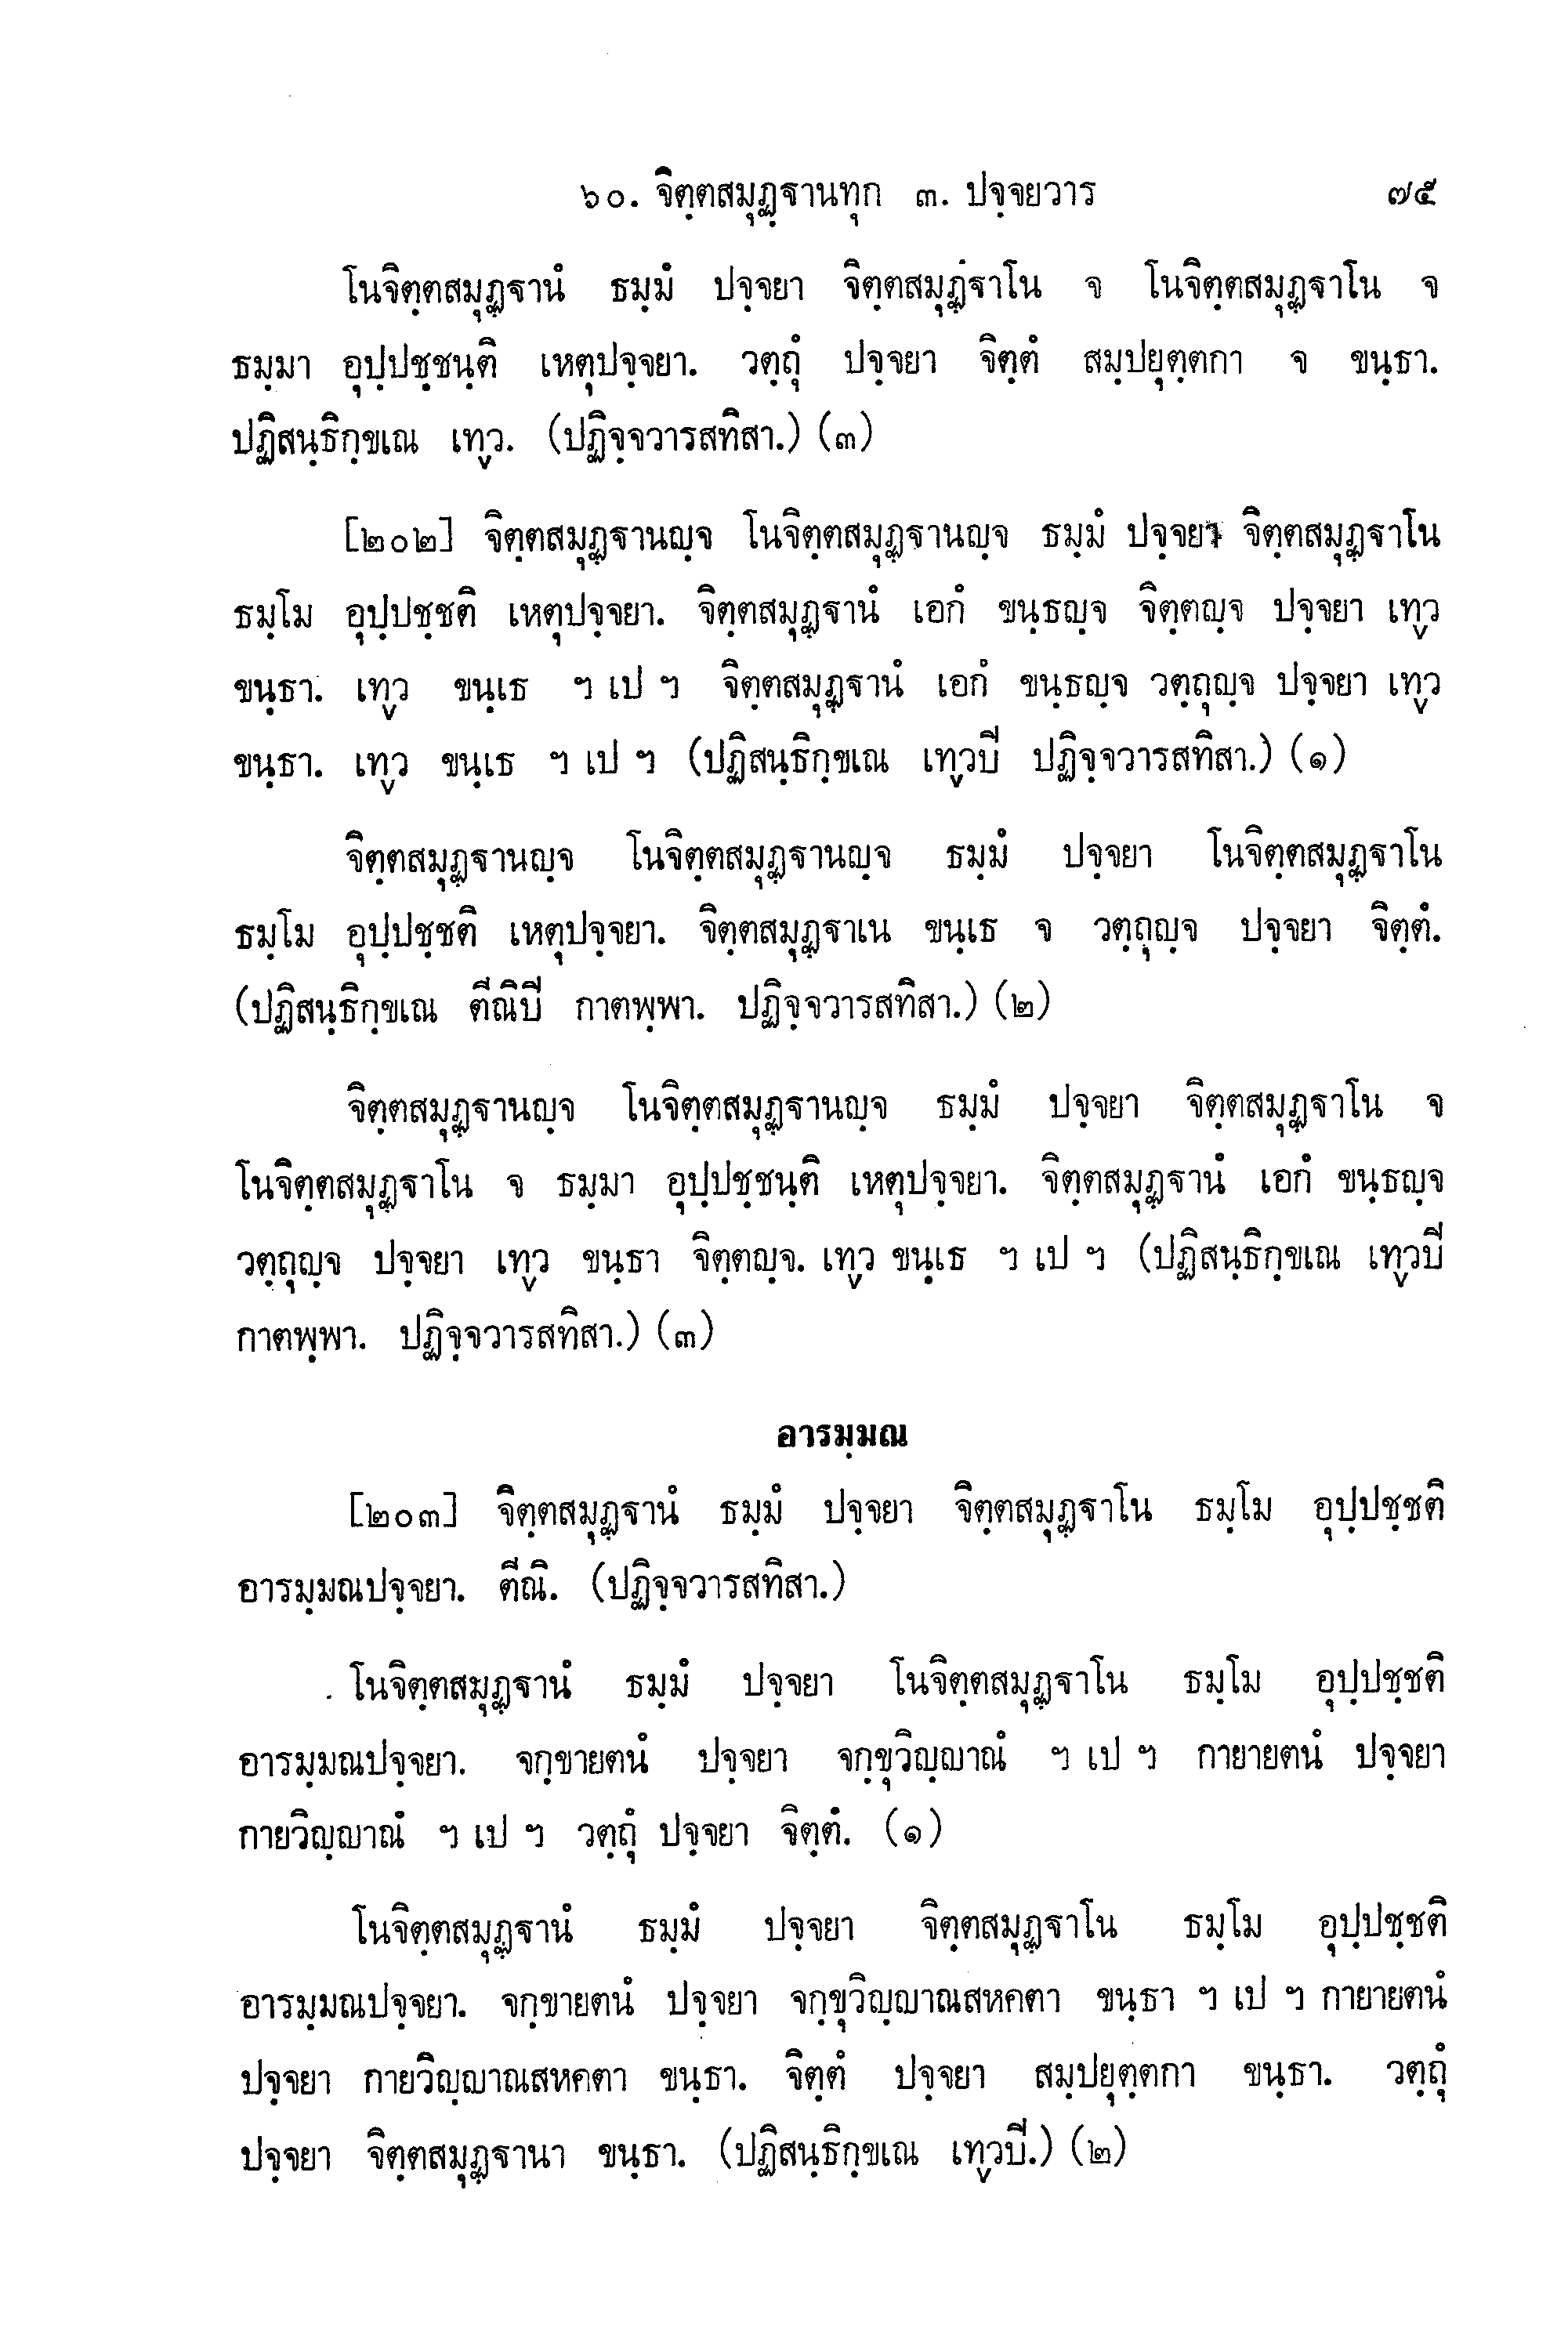 ๖๐. จิตฺตสมุฏฺฐานทุก ๓. ปจฺจยวาร ๗๕
โนจิตฺตสมุฏฺฐานํ ธมฺมํ ปจฺจยา จิตฺตสมุฏฺฐาโน จ โนจิตฺตสมุฏฺฐาโน จ
ธมฺมา อุปฺปชฺชนฺติ เหตุปจฺจยา. วตฺถุํ ปจฺจยา จิตฺตํ สมฺปยุตฺตกา จ ขนฺธา.
ปฏิสนฺธิกฺขเณ เทฺว. (ปฏิจฺจวารสทิสา.) (๓)
[๒๐๒] จิตฺตสมุฏฺฐานญฺจ โนจิตฺตสมุฏฺฐานญฺจ ธมฺมํ ปจฺจยา จิตฺตสมุฏฺฐาโน
ธมฺโม อุปฺปชฺชติ เหตุปจฺจยา. จิตฺตสมุฏฺฐานํ เอกํ ขนฺธญฺจ จิตฺตญฺจ ปจฺจยา เทฺว
ขนฺธา. เทฺว ขนฺเธ ฯ เป ฯ จิตฺตสมุฏฺฐานํ เอกํ ขนฺธญฺจ วตฺถุญฺจ ปจฺจยา เทฺว
ขนฺธา. เทฺว ขนฺเธ ฯ เป ฯ (ปฏิสนฺธิกฺขเณ เทฺวปี ปฏิจฺจวารสทิสา.) (๑)
จิตฺตสมุฏฺฐานญฺจ โนจิตฺตสมุฏฺฐานญฺจ ธมฺมํ ปจฺจยา โนจิตฺตสมุฏฺฐาโน
ธมฺโม อุปฺปชฺชติ เหตุปจฺจยา. จิตฺตสมุฏฺฐาเน ขนฺเธ จ วตฺถุญฺจ ปจฺจยา จิตฺตํ.
(ปฏิสนฺธิกฺขเณ ตีณิปี กาตพฺพา. ปฏิจฺจวารสทิสา.) (๒)
จิตฺตสมุฏฺฐานญฺจ โนจิตฺตสมุฏฺฐานญฺจ ธมฺมํ ปจฺจยา จิตฺตสมุฏฺฐาโน จ
โนจิตฺตสมุฏฺฐาโน จ ธมฺมา อุปฺปชฺชนฺติ เหตุปจฺจยา. จิตฺตสมุฏฺฐานํ เอกํ ขนฺธญฺจ
วตฺถุญฺจ ปจฺจยา เทฺว ขนฺธา จิตฺตญฺจ. เทฺว ขนฺเธ ฯ เป ฯ (ปฏิสนฺธิกฺขเณ เทฺวปี
กาตพฺพา. ปฏิจฺจวารสทิสา.) (๓)
อารมฺมณ
[๒๐๓] จิตฺตสมุฏฺฐานํ ธมฺมํ ปจฺจยา จิตฺตสมุฏฺฐาโน ธมฺโม อุปฺปชฺชติ
อารมฺมณปจฺจยา. ตีณิ. (ปฏิจฺจวารสทิสา.)
โนจิตฺตสมุฏฺฐานํ ธมฺมํ ปจฺจยา โนจิตฺตสมุฏฺฐาโน ธมฺโม อุปฺปชฺชติ
อารมฺมณปจฺจยา. จกฺขายตนํ ปจฺจยา จกฺขุวิญฺญาณํ ฯ เป ฯ กายายตนํ ปจฺจยา
กายวิญฺญาณํ ฯ เป ฯ วตฺถุํ ปจฺจยา จิตฺตํ. (๑)
โนจิตฺตสมุฏฺฐานํ ธมฺมํ ปจฺจยา จิตฺตสมุฏฺฐาโน ธมฺโม อุปฺปชฺชติ
อารมฺมณปจฺจยา. จกฺขายตนํ ปจฺจยา จกฺขุวิญฺญาณสหคตา ขนฺธา ฯ เป ฯ กายายตนํ
ปจฺจยา กายวิญฺญาณสหคตา ขนฺธา. จิตฺตํ ปจฺจยา สมฺปยุตฺตกา ขนฺธา. วตฺถุํ
ปจฺจยา จิตฺตสมุฏฺฐานา ขนฺธา. (ปฏิสนฺธิกฺขเณ เทฺวปี.) (๒)